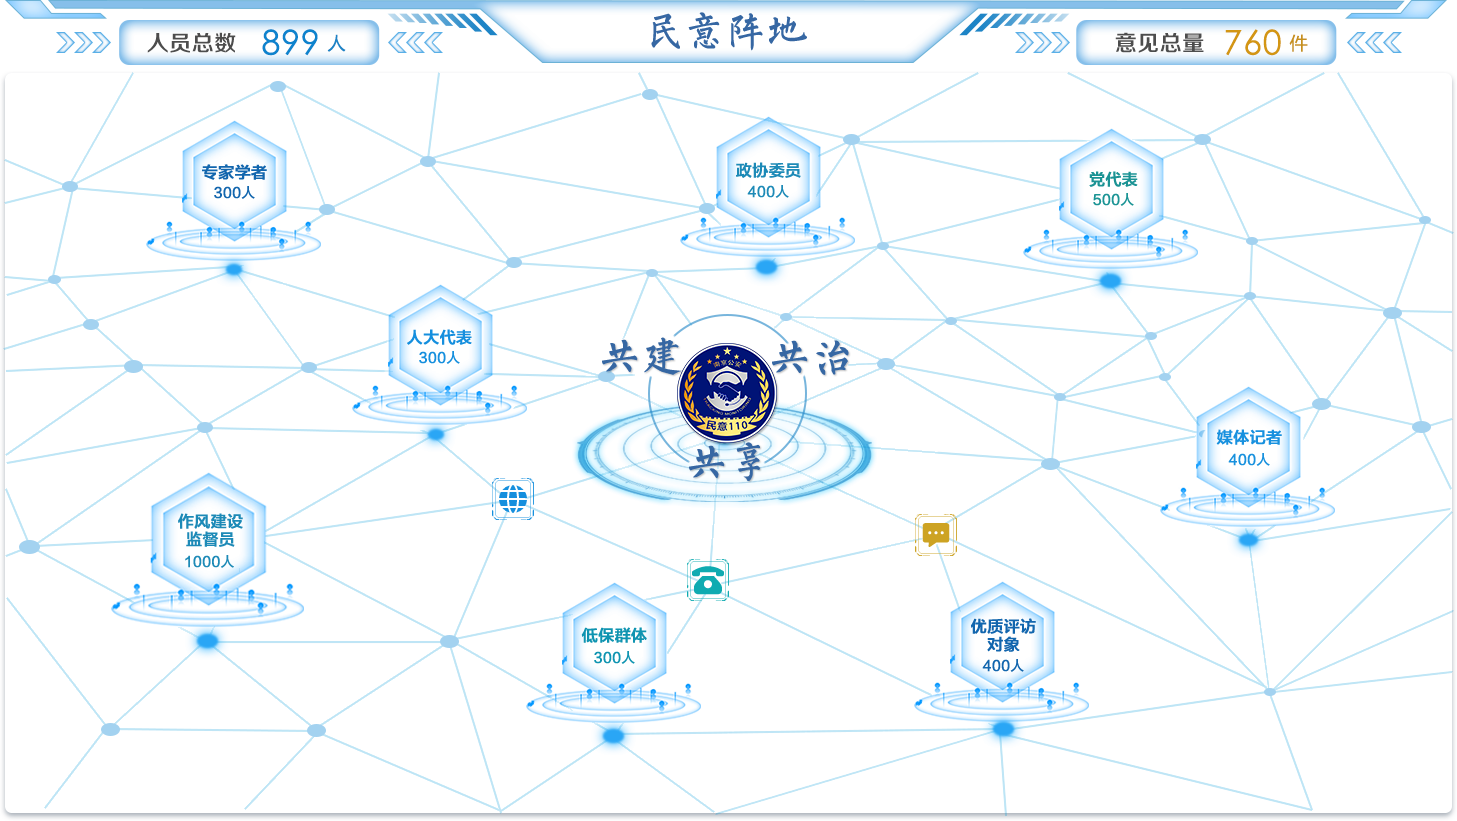 民意阵地
人员总数 899 人
意见总量 760 件
专家学者
300人
政协委员
400人
党代表
500人
人大代表
300人
共建
共治
共享
民意110
媒体记者
400人
作风建设
监督员
1000人
低保群体
300人
优质评访
对象
400人